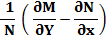 1/N (∂M/∂Y − ∂N/∂x)